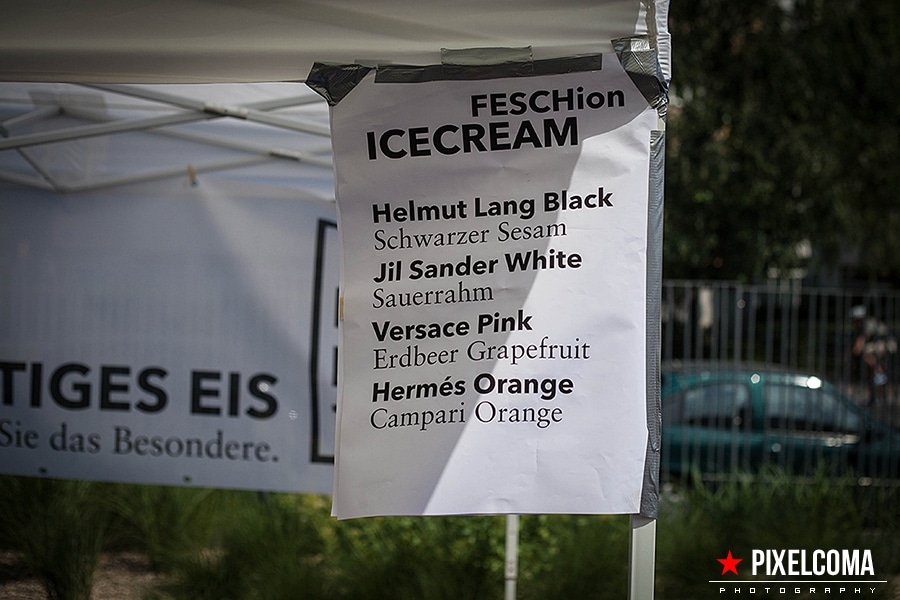 FESCHion
ICECREAM
Helmut Lang Black
Schwarzer Sesam
Jil Sander White
Sauerrahm
Versace Pink
Erdbeer Grapefruit
Hermés Orange
Campari Orange
TIGES EIS
Sie das Besondere.
PIXELCOMA
PHOTOGRAPHY